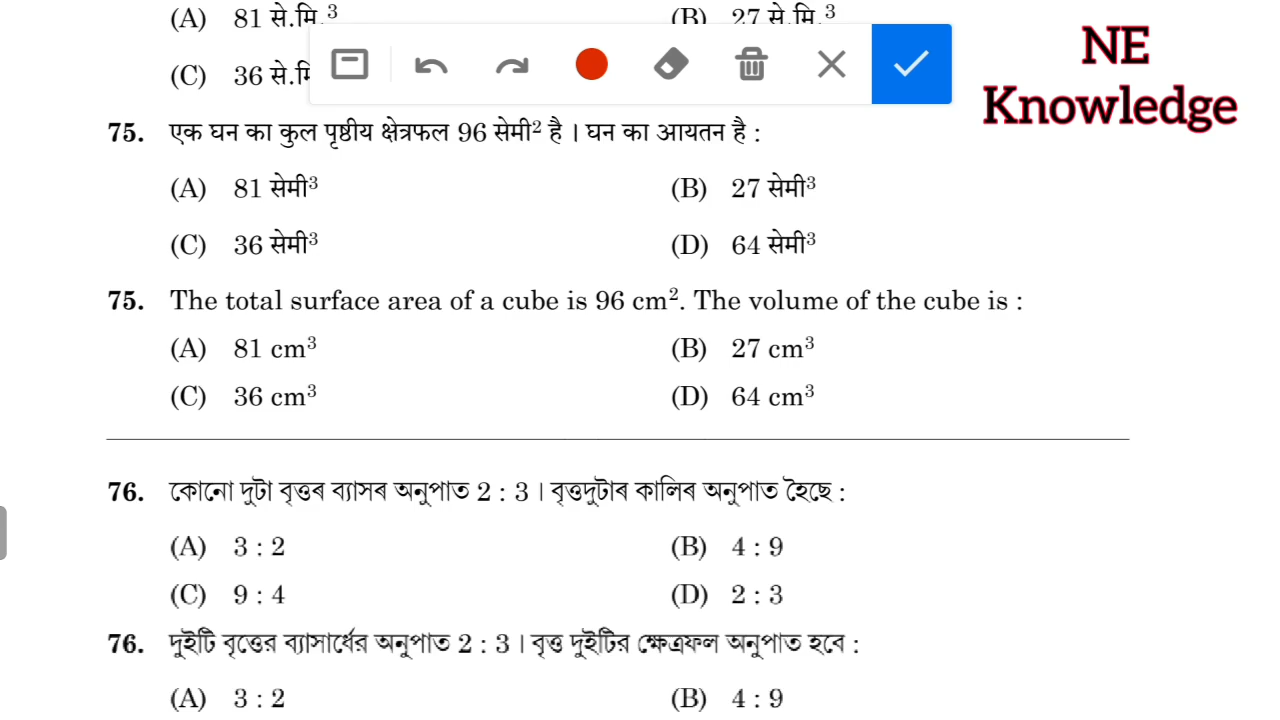 (A) 81 से.मि.³ (B) 27 से.मि.³
NE
Knowledge
(C) 36
75. एक घन का कुल पृष्ठीय क्षेत्रफल 96 सेमी² है । घन का आयतन है :
(A) 81 सेमी³ (B) 27 सेमी³
(C) 36 सेमी³ (D) 64 सेमी³
75. The total surface area of a cube is 96 cm². The volume of the cube is :
(A) 81 cm³ (B) 27 cm³
(C) 36 cm³ (D) 64 cm³
76. কোনো দুটা বৃত্তৰ ব্যাসৰ অনুপাত 2 : 3 । বৃত্তদুটাৰ কালিৰ অনুপাত হৈছে :
(A) 3 : 2 (B) 4 : 9
(C) 9 : 4 (D) 2 : 3
76. দুইটি বৃত্তের ব্যাসার্ধের অনুপাত 2 : 3 । বৃত্ত দুইটির ক্ষেত্রফল অনুপাত হবে :
(A) 3 : 2 (B) 4 : 9